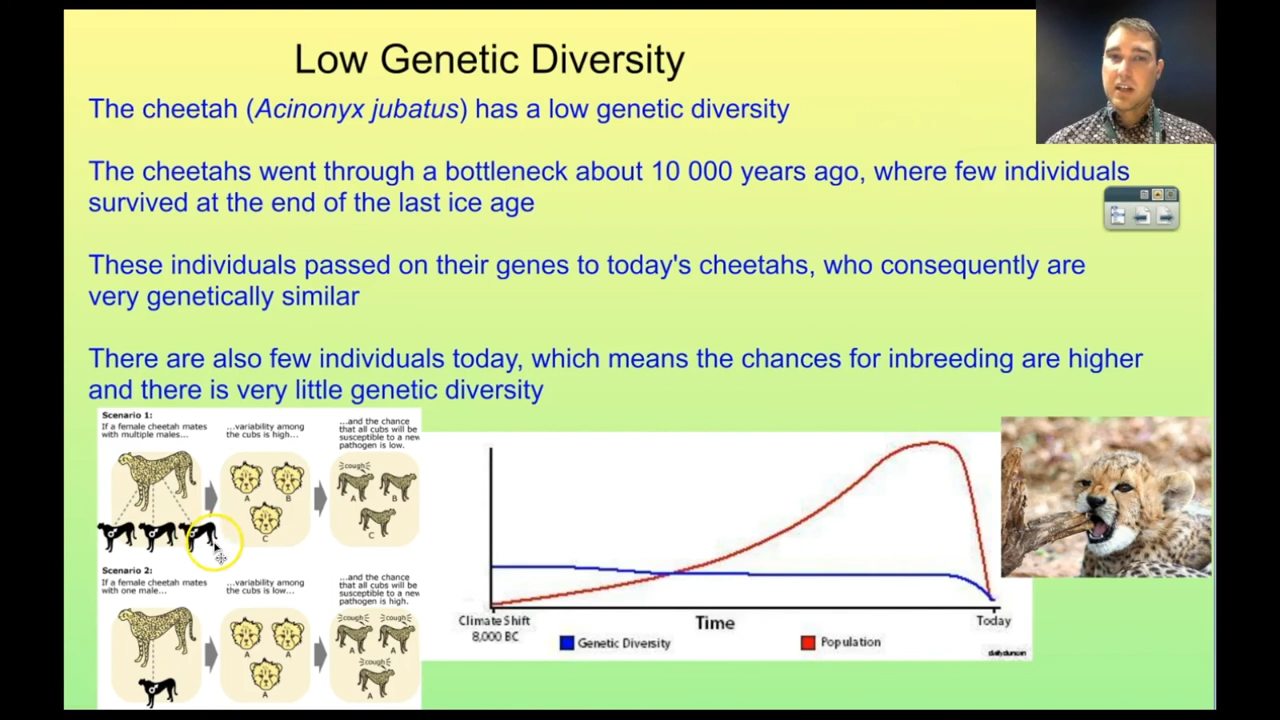 Low Genetic Diversity
The cheetah (Acinonyx jubatus) has a low genetic diversity
The cheetahs went through a bottleneck about 10 000 years ago, where few individuals
survived at the end of the last ice age
These individuals passed on their genes to today's cheetahs, who consequently are
very genetically similar
There are also few individuals today, which means the chances for inbreeding are higher
and there is very little genetic diversity
Scenario 1:
If a female cheetah mates
with multiple males...
...variability among
the cubs is high...
...and the chance
that all cubs will be
susceptible to a new
pathogen is low.
cough
A
B
C
A
B
C
Scenario 2:
If a female cheetah mates
with one male...
...variability among
the cubs is low...
...and the chance
that all cubs will be
susceptible to a new
pathogen is high.
cough
cough
A
A
A
A
cough
A
A
Climate Shift
8,000 BC
Time
Today
Genetic Diversity
Population
dailyduncan